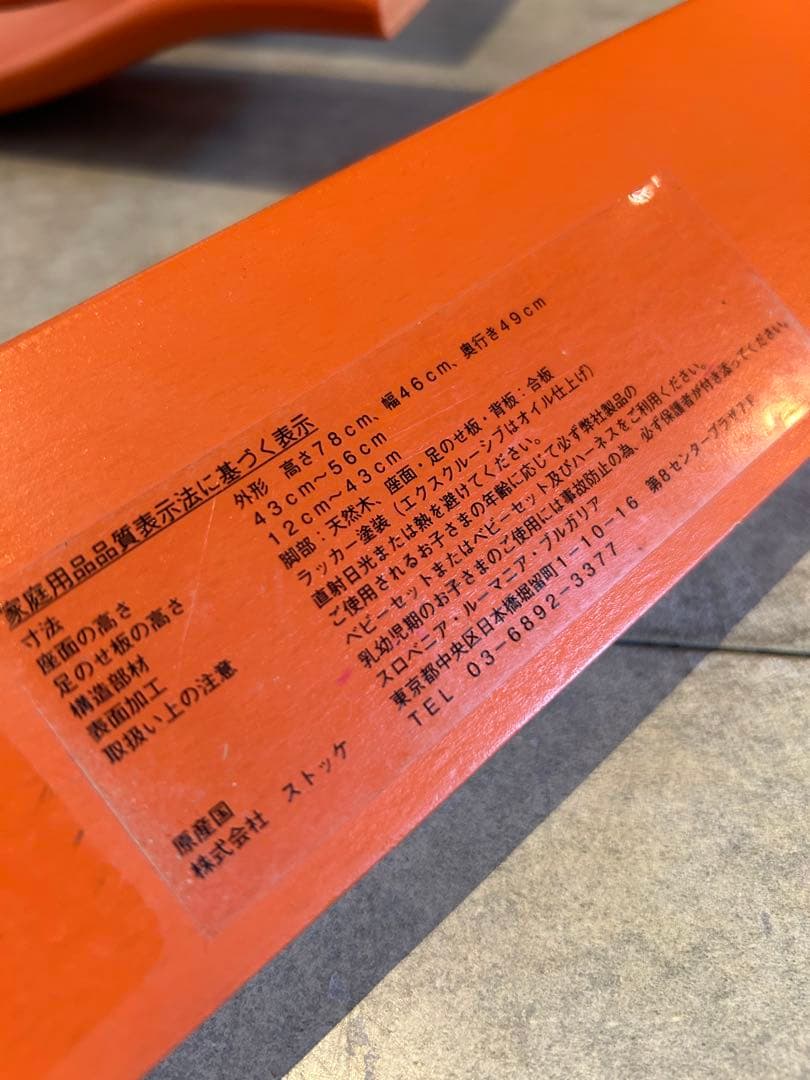 家庭用品品質表示法に基づく表示
寸法 外形 高さ78cm、幅46cm、奥行き49cm
座面の高さ 43cm～56cm
足のせ板の高さ 12cm～43cm
構造部材 脚部：天然木、座面・足のせ板・背板：合板
表面加工 ラッカー塗装（エクスクルーシブはオイル仕上げ）
取扱い上の注意 直射日光または熱を避けてください。
ご使用されるお子さまの年齢に応じて必ず弊社製品の
ベビーセットまたはベビーセット及びハーネスをご利用ください。
乳幼児期のお子さまのご使用には事故防止の為、必ず保護者が付き添ってください。
原産国 スロベニア・ルーマニア・ブルガリア
株式会社 ストッケ 東京都中央区日本橋堀留町1-10-16 第8センタープラザ7F
TEL 03-6892-3377